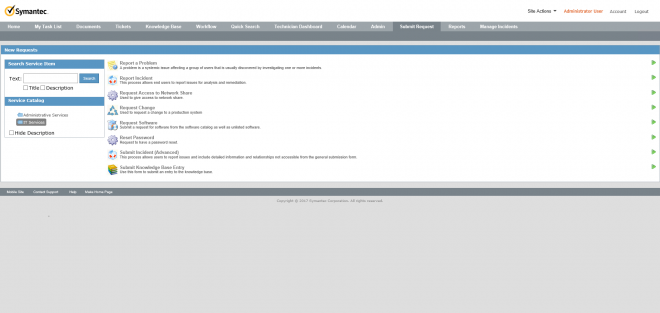 Symantec.
Site Actions Administrator User Account Logout
Home My Task List Documents Tickets Knowledge Base Workflow Quick Search Technician Dashboard Calendar Admin Submit Request Reports Manage Incidents
New Requests
Search Service Item
Text: Search
Title Description
Service Catalog
Administrative Services
IT Services
Hide Description
Report a Problem
A problem is a systemic issue affecting a group of users that is usually discovered by investigating one or more incidents.
Report Incident
This process allows end users to report issues for analysis and remediation.
Request Access to Network Share
Used to give access to network share.
Request Change
Used to request a change to a production system
Request Software
Submit a request for software from the software catalog as well as unlisted software.
Reset Password
Request to have a password reset
Submit Incident (Advanced)
This process allows users to report issues and include detailed information and relationships not accessible from the general submission form.
Submit Knowledge Base Entry
Use this form to submit an entry to the knowledge base
Mobile Site Contact Support Help Make Home Page
Copyright © 2017 Symantec Corporation. All rights reserved.